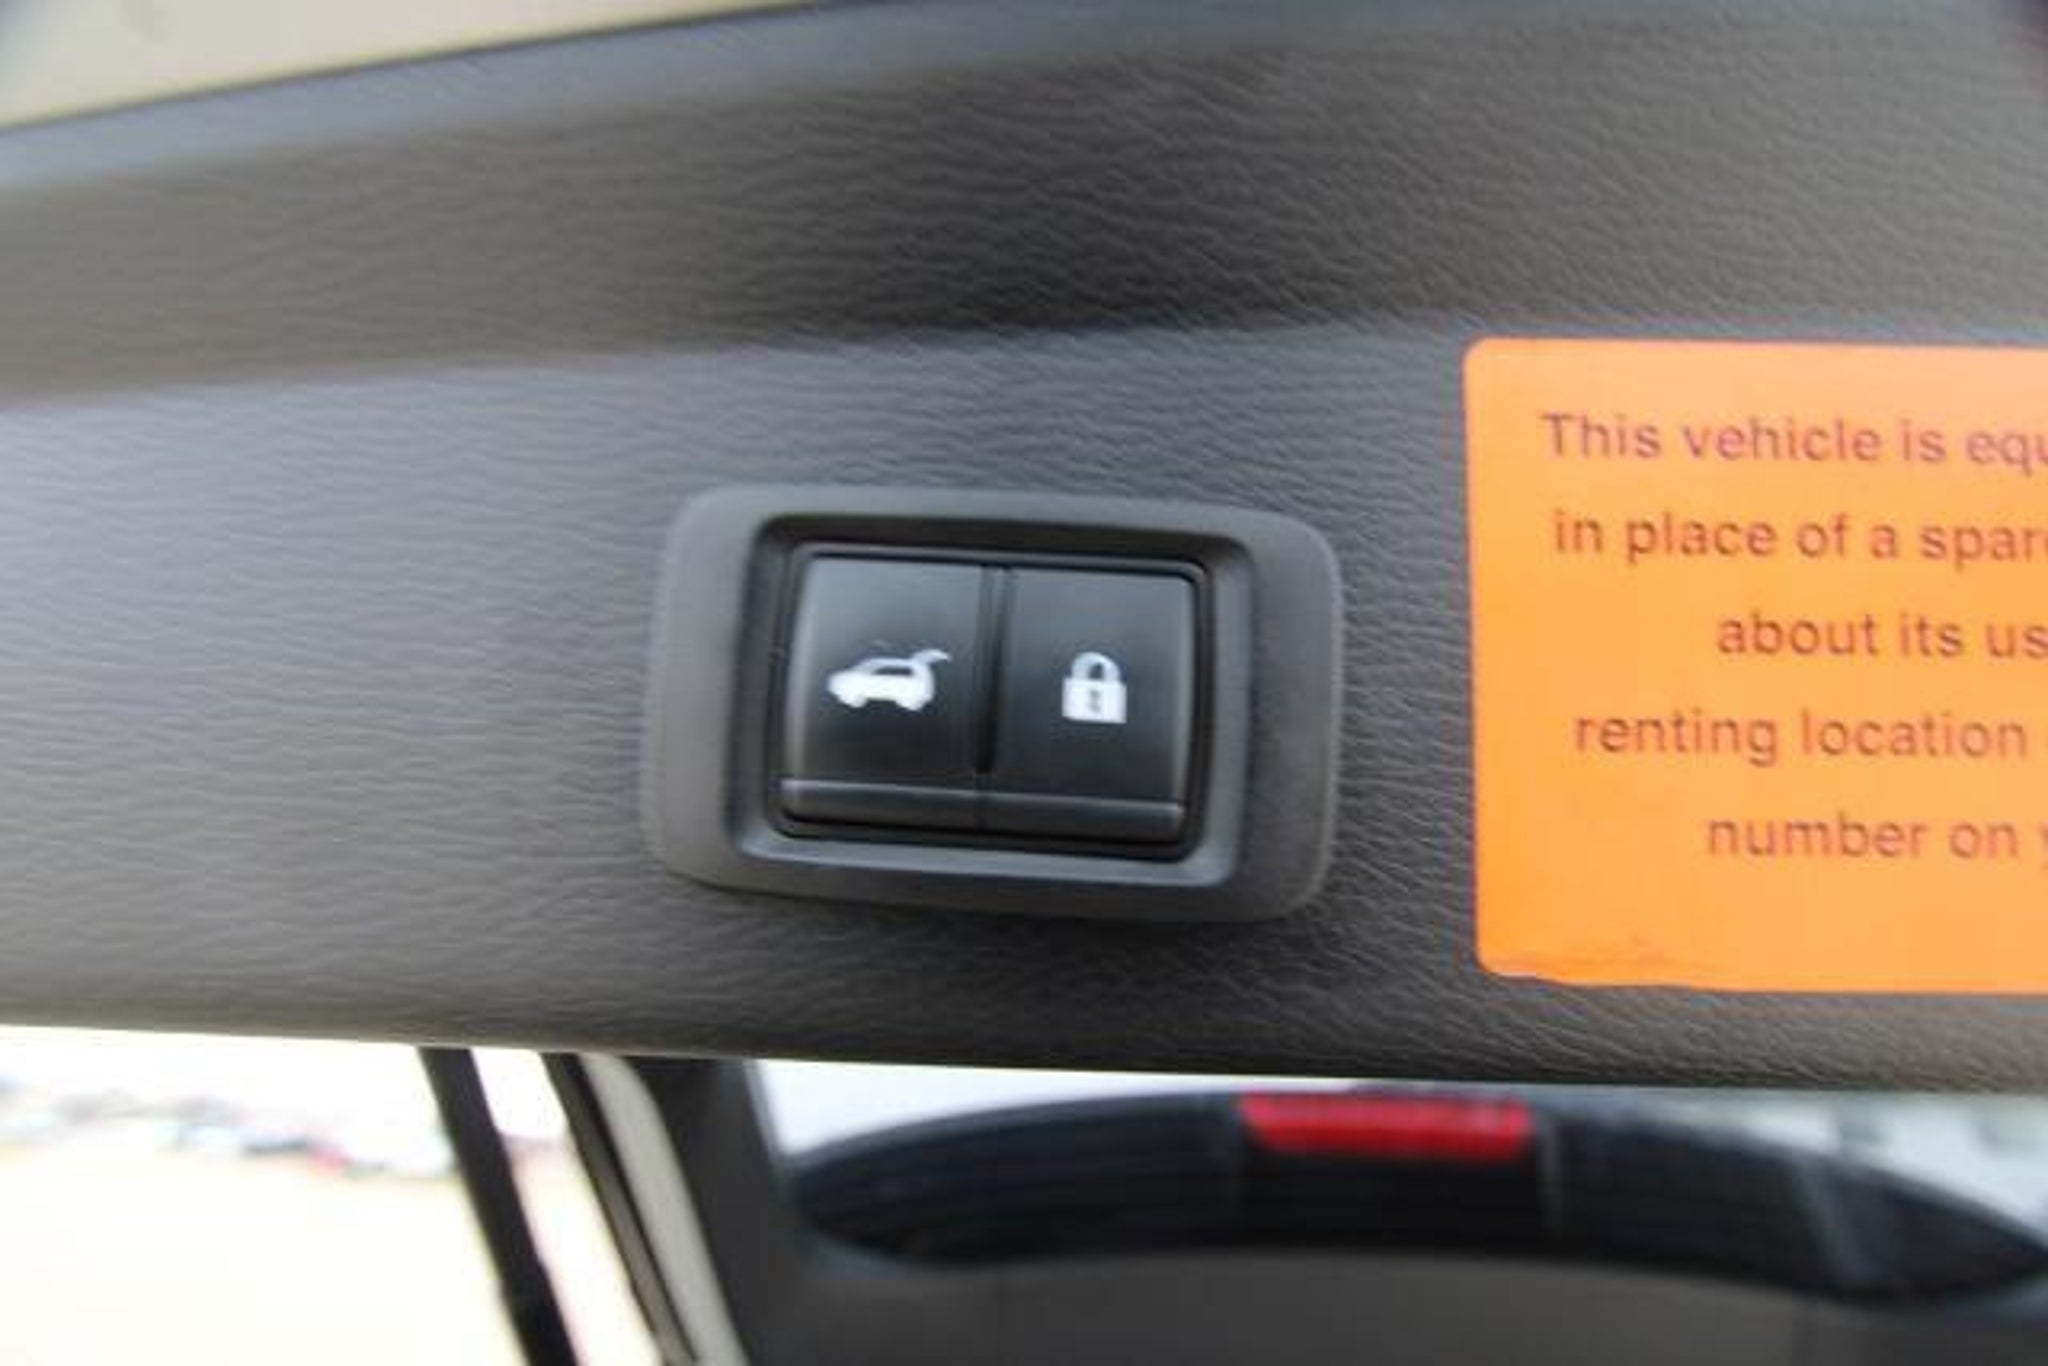 This vehicle is equ
in place of a spar
about its us
renting location
number on